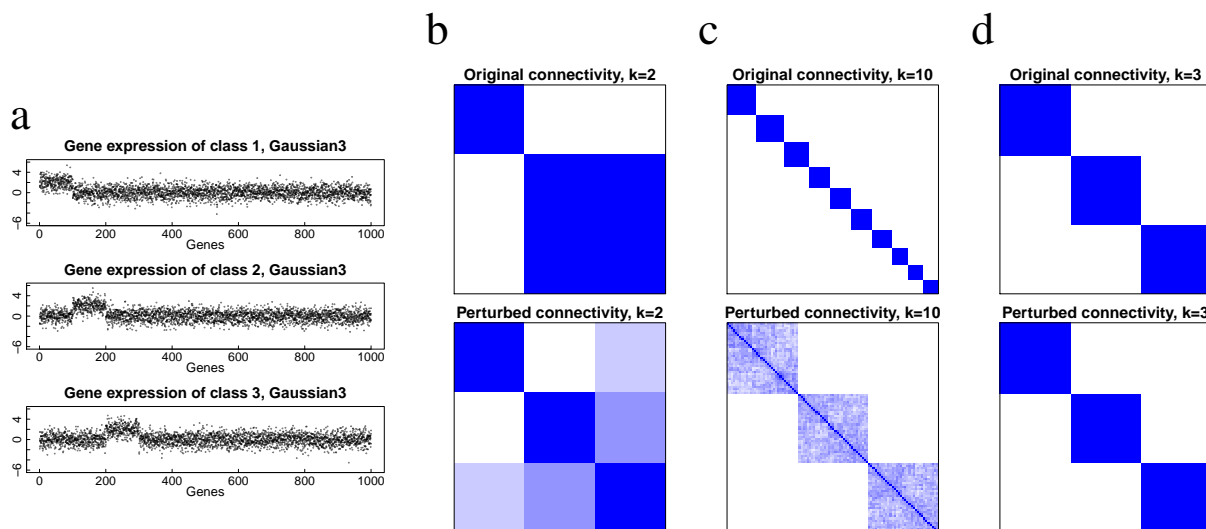 a
Gene expression of class 1, Gaussian3
4
0
−6
0 200 400 600 800 1000
Genes
Gene expression of class 2, Gaussian3
4
0
−6
0 200 400 600 800 1000
Genes
Gene expression of class 3, Gaussian3
4
0
−6
0 200 400 600 800 1000
Genes
b
Original connectivity, k=2
Perturbed connectivity, k=2
c
Original connectivity, k=10
Perturbed connectivity, k=10
d
Original connectivity, k=3
Perturbed connectivity, k=3